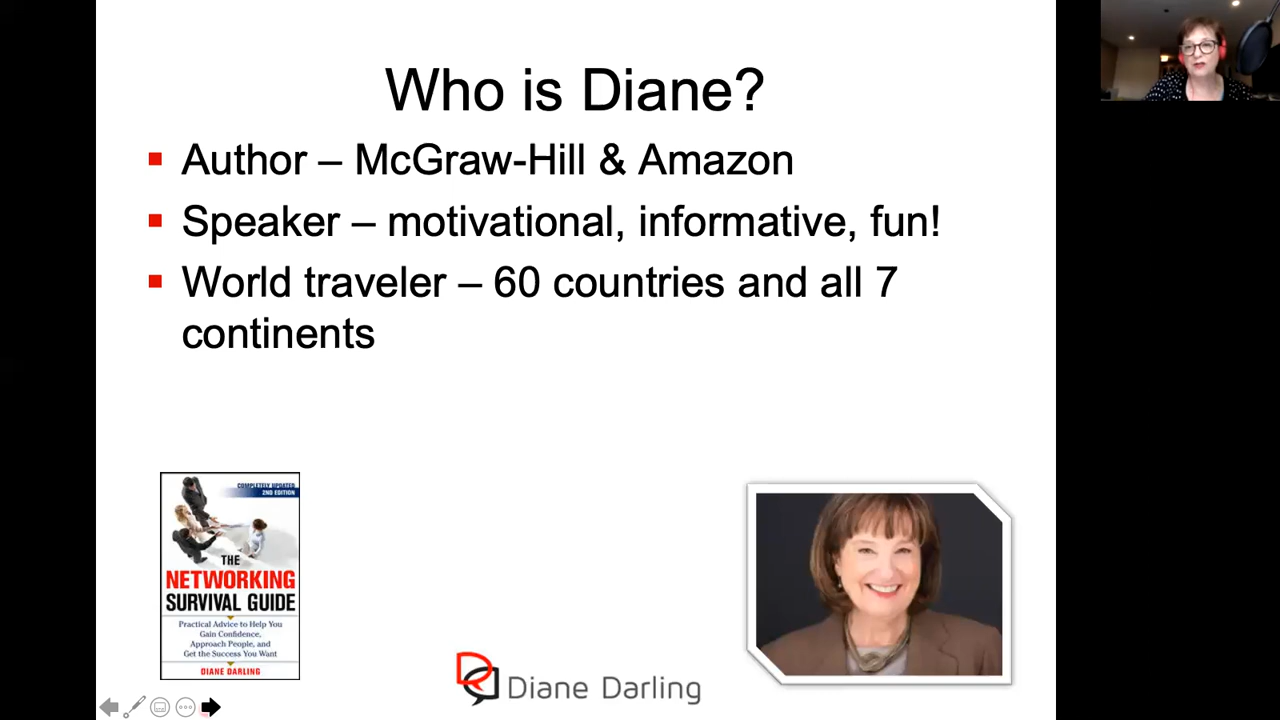 Who is Diane?
Author – McGraw-Hill & Amazon
Speaker – motivational, informative, fun!
World traveler – 60 countries and all 7
continents
COMPLETELY UPDATED
2ND EDITION
THE
NETWORKING
SURVIVAL GUIDE
Practical Advice to Help You
Gain Confidence,
Approach People, and
Get the Success You Want
DIANE DARLING
Diane Darling